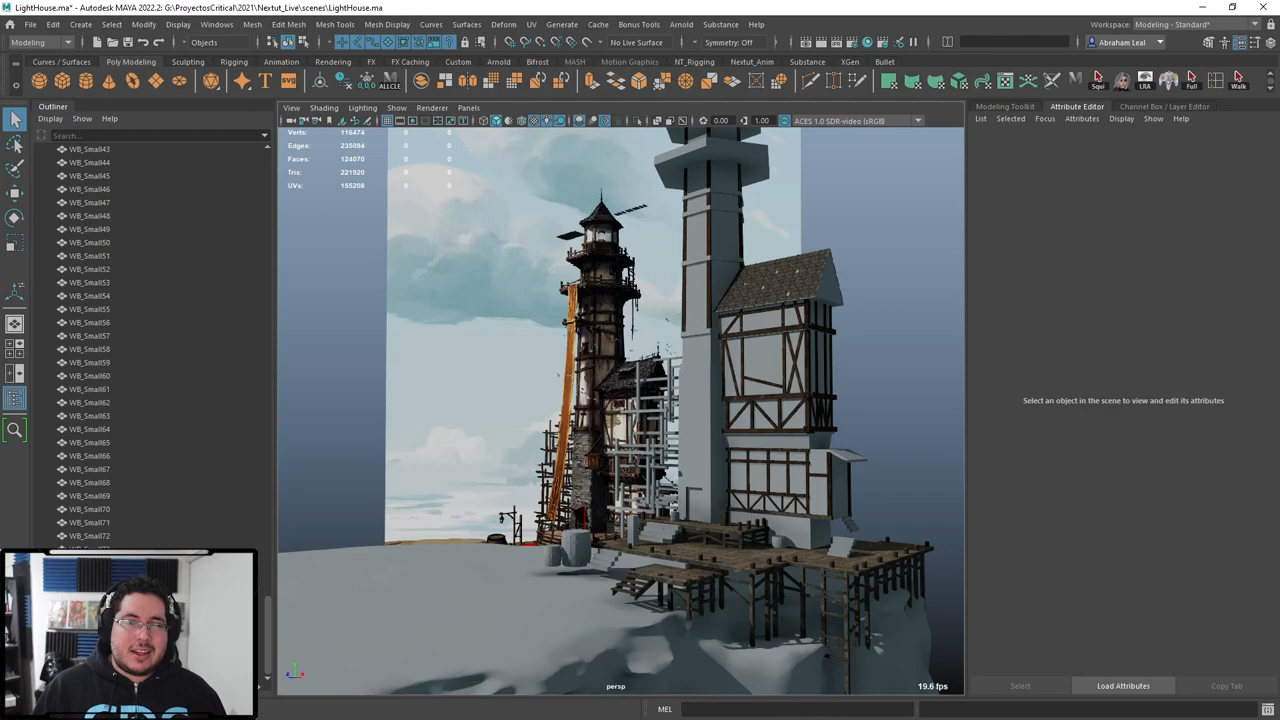 LightHouse.ma* - Autodesk MAYA 2022.2: G:\ProyectosCritical\2021\Nextut_Live\scenes\LightHouse.ma
File Edit Create Select Modify Display Windows Mesh Edit Mesh Mesh Tools Mesh Display Curves Surfaces Deform UV Generate Cache Bonus Tools Arnold Substance Help
Workspace: Modeling - Standard*
Modeling Objects No Live Surface Symmetry: Off Abraham Leal
Curves / Surfaces Poly Modeling Sculpting Rigging Animation Rendering FX FX Caching Custom Arnold Bifrost MASH Motion Graphics NT_Rigging Nextut_Anim Substance XGen Bullet
ALLCLE
SVG
Squi LRA Full Walk
Outliner
Display Show Help
Search...
WB_Small43
WB_Small44
WB_Small45
WB_Small46
WB_Small47
WB_Small48
WB_Small49
WB_Small50
WB_Small51
WB_Small52
WB_Small53
WB_Small54
WB_Small55
WB_Small56
WB_Small57
WB_Small58
WB_Small59
WB_Small60
WB_Small61
WB_Small62
WB_Small63
WB_Small64
WB_Small65
WB_Small66
WB_Small67
WB_Small68
WB_Small69
WB_Small70
WB_Small71
WB_Small72
View Shading Lighting Show Renderer Panels
0.00 1.00 ACES 1.0 SDR-video (sRGB)
Verts: 116474 0 0
Edges: 235094 0 0
Faces: 124070 0 0
Tris: 221920 0 0
UVs: 155208 0 0
persp
19.6 fps
Modeling Toolkit Attribute Editor Channel Box / Layer Editor
List Selected Focus Attributes Display Show Help
Select an object in the scene to view and edit its attributes
Select Load Attributes Copy Tab
MEL